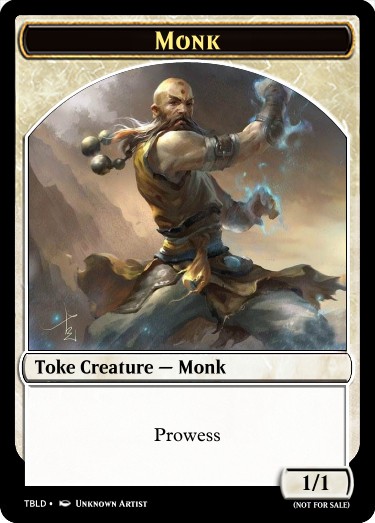 Monk
Toke Creature — Monk
Prowess
1/1
TBLD • Unknown Artist
(NOT FOR SALE)